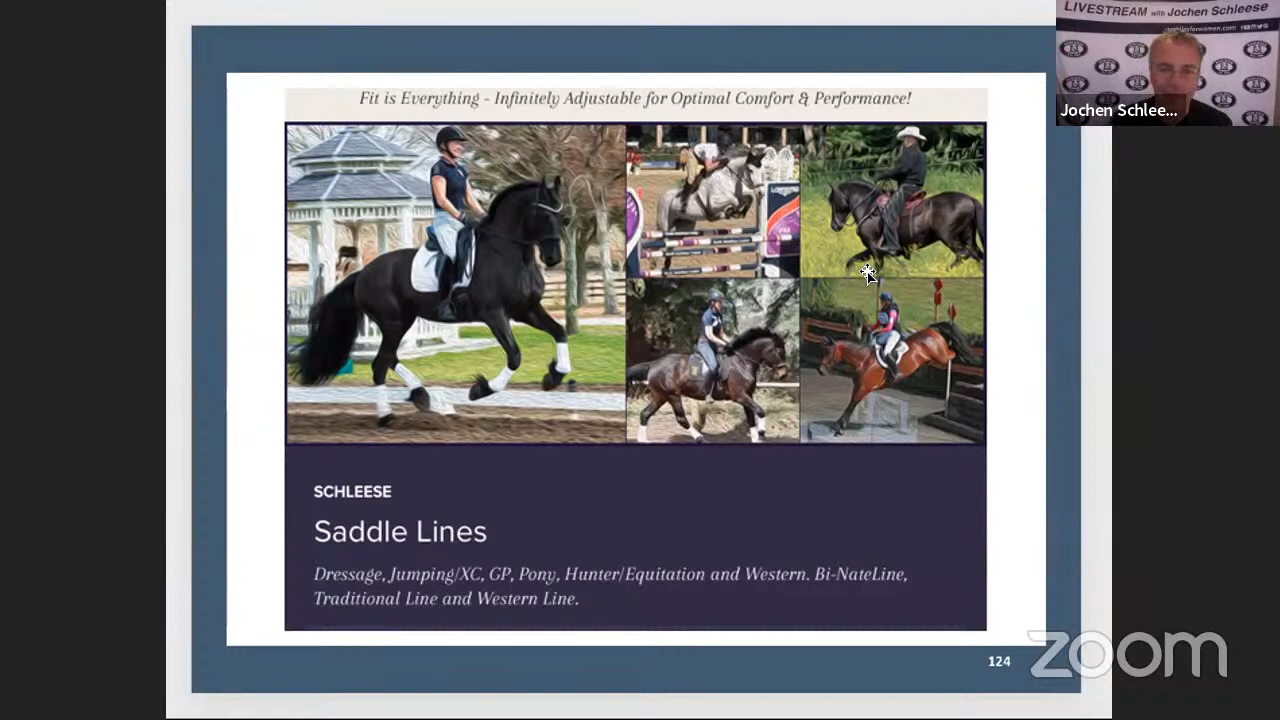 LIVESTREAM with Jochen Schleese
Jochen Schlee...
Fit is Everything - Infinitely Adjustable for Optimal Comfort & Performance!
SCHLEESE
Saddle Lines
Dressage, Jumping/XC, GP, Pony, Hunter/Equitation and Western. Bi-NateLine,
Traditional Line and Western Line.
124
zoom